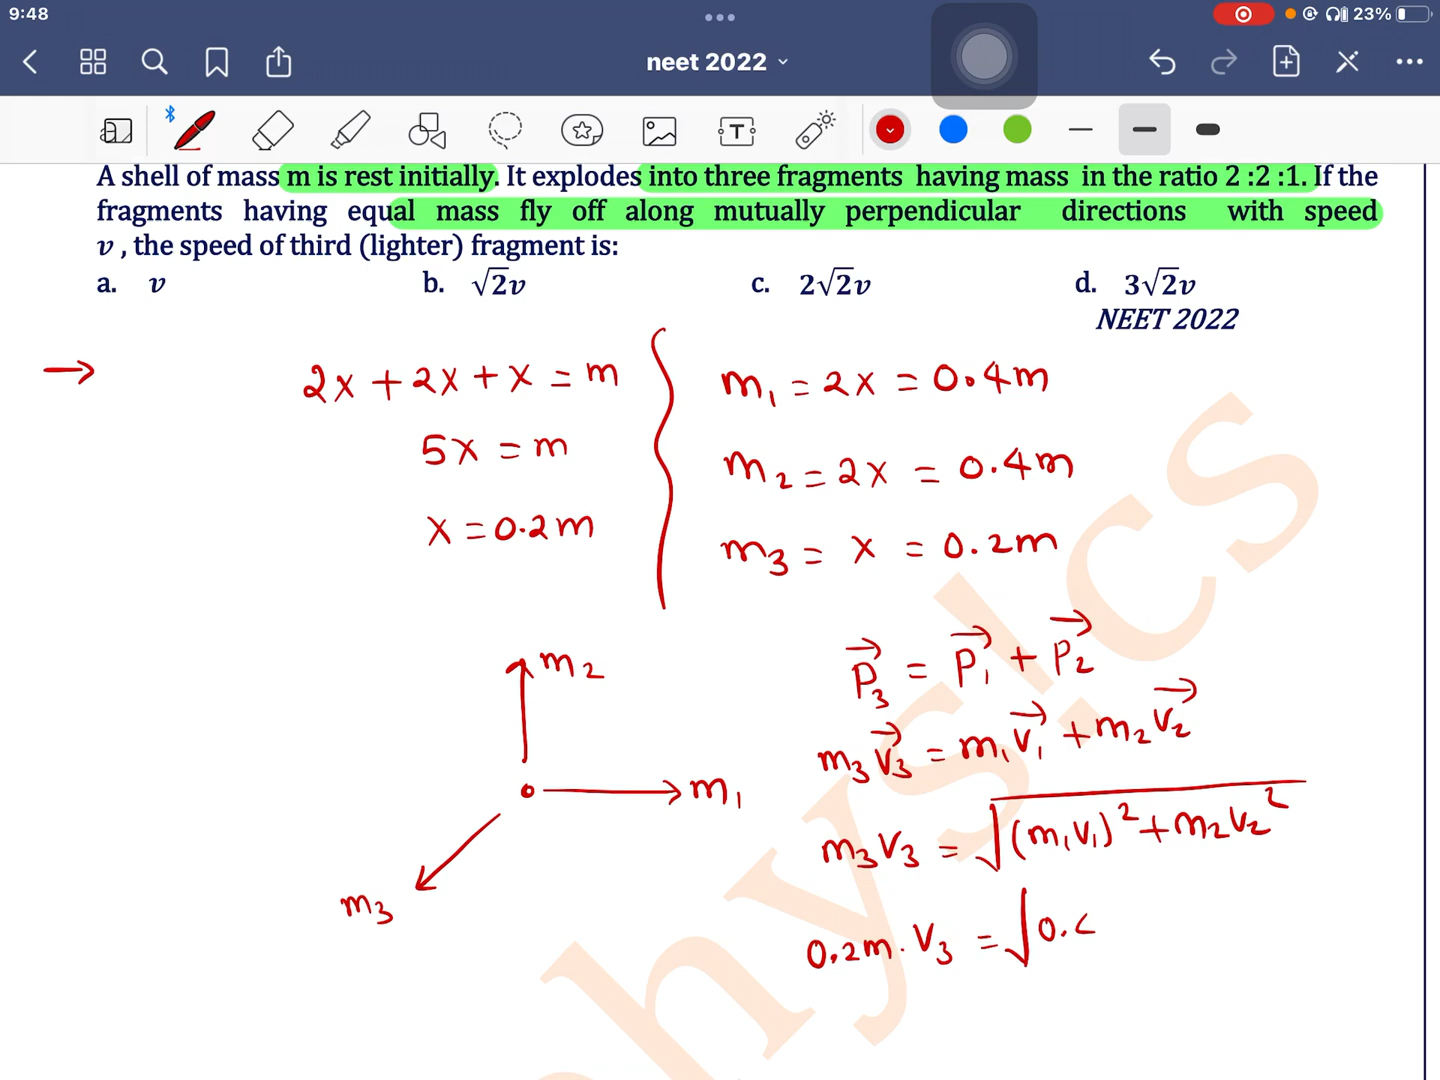 9:48
23%
neet 2022
A shell of mass m is rest initially. It explodes into three fragments having mass in the ratio 2 :2 :1. If the
fragments having equal mass fly off along mutually perpendicular directions with speed
v , the speed of third (lighter) fragment is:
a. v b. √2v c. 2√2v d. 3√2v
NEET 2022
→ 2x + 2x + x = m
5x = m
x = 0.2m
m₁ = 2x = 0.4m
m₂ = 2x = 0.4m
m₃ = x = 0.2m
m₂
m₁
m₃
P⃗₃ = P⃗₁ + P⃗₂
m₃V⃗₃ = m₁V⃗₁ + m₂V⃗₂
m₃V₃ = √(m₁V₁)² + m₂V₂²
0.2m. V₃ = √0.
phys!cs